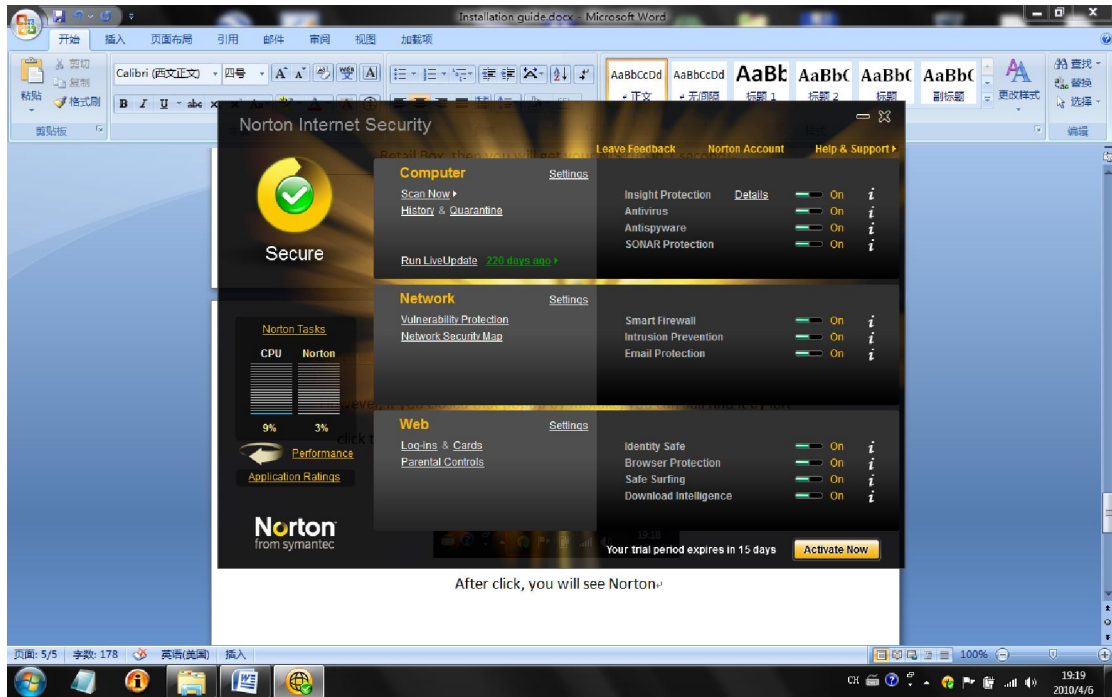 Installation guide.docx - Microsoft Word
开始 插入 页面布局 引用 邮件 审阅 视图 加载项
粘贴
剪切
复制
格式刷
剪贴板
Calibri (西文正文) 四号
AaBbCcDd AaBbCcDd AaBb AaBb( AaBb( AaBb(
正文 无间隔 标题 1 标题 2 标题 副标题
更改样式
查找
替换
选择
编辑
Norton Internet Security
Leave Feedback Norton Account Help & Support
Secure
Computer Settings
Scan Now
History & Quarantine
Run LiveUpdate 220 days ago
Insight Protection Details On
Antivirus On
Antispyware On
SONAR Protection On
Network Settings
Vulnerability Protection
Network Security Map
Smart Firewall On
Intrusion Prevention On
Email Protection On
Norton Tasks
CPU Norton
9% 3%
Performance
Application Ratings
Web Settings
Log-ins & Cards
Parental Controls
Identity Safe On
Browser Protection On
Safe Surfing On
Download Intelligence On
Norton
from symantec
Your trial period expires in 15 days Activate Now
After click, you will see Norton
页面: 5/5 字数: 178 英语(美国) 插入 100%
CH 19:19
2010/4/6